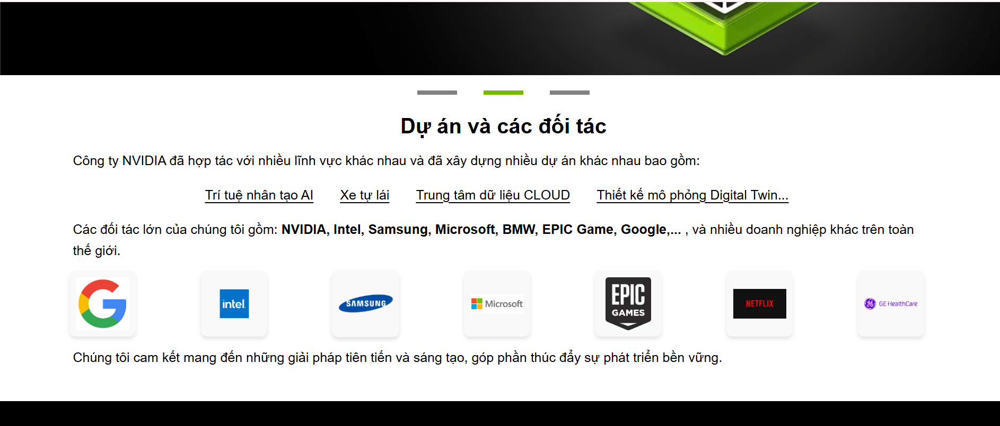 Dự án và các đối tác
Công ty NVIDIA đã hợp tác với nhiều lĩnh vực khác nhau và đã xây dựng nhiều dự án khác nhau bao gồm:
Trí tuệ nhân tạo AI Xe tự lái Trung tâm dữ liệu CLOUD Thiết kế mô phỏng Digital Twin...
Các đối tác lớn của chúng tôi gồm: NVIDIA, Intel, Samsung, Microsoft, BMW, EPIC Game, Google,... , và nhiều doanh nghiệp khác trên toàn
thế giới.
intel.
SAMSUNG
Microsoft
EPIC
GAMES
NETFLIX
GE HealthCare
Chúng tôi cam kết mang đến những giải pháp tiên tiến và sáng tạo, góp phần thúc đẩy sự phát triển bền vững.